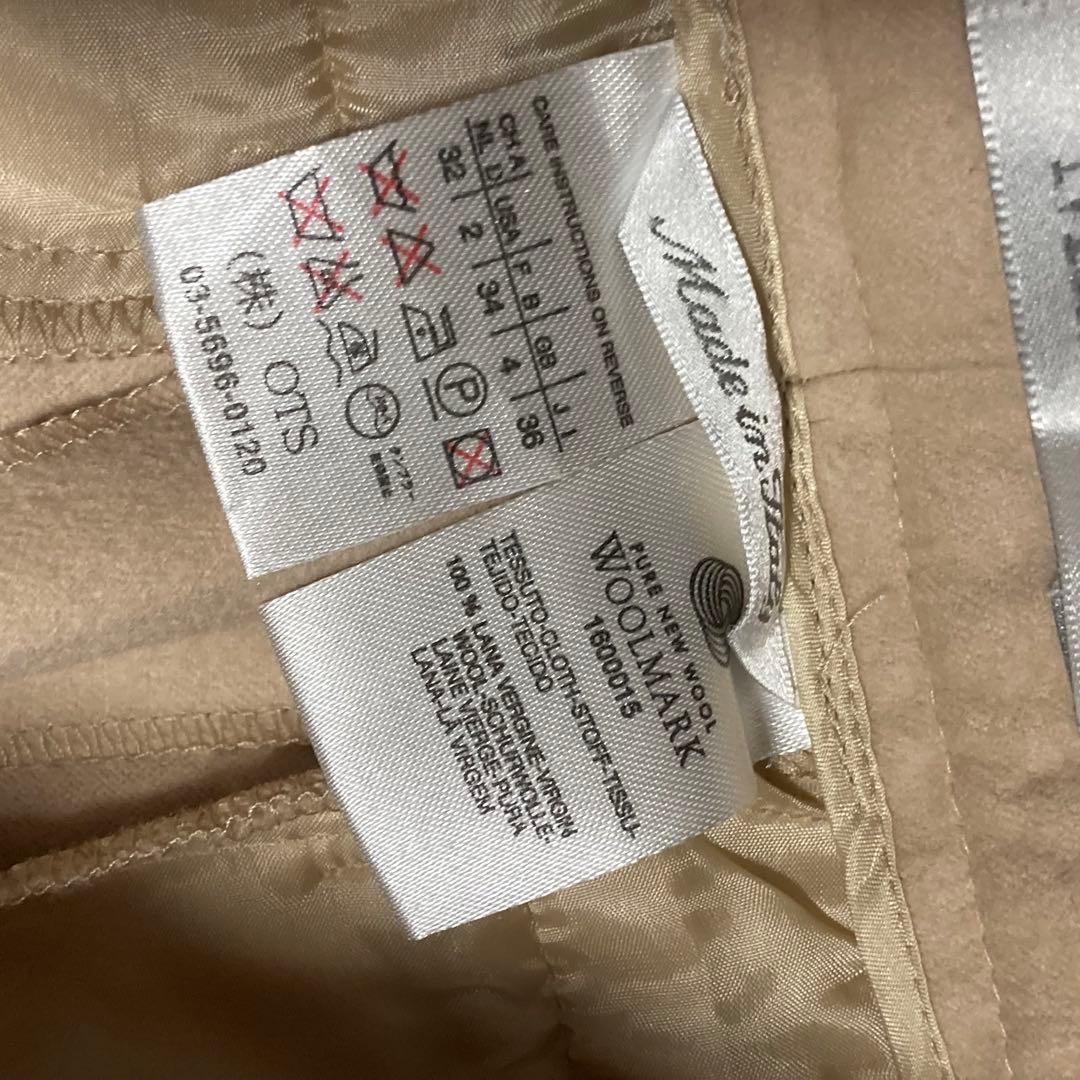 CARE INSTRUCTIONS ON REVERSE
CH A USA F GB J
D B I
32 2 34 4 36
(株) OTS
03-5696-0120
Made in Italy
PURE NEW WOOL
WOOLMARK
1600015
TESSUTO-CLOTH-STOFF-TISSU-
TEJIDO-TECIDO
100% LANA VERGINE-VIRGIN
WOOL-SCHURWOLLE-
LAINE VIERGE-PURA
LANA-LÃ VIRGEM